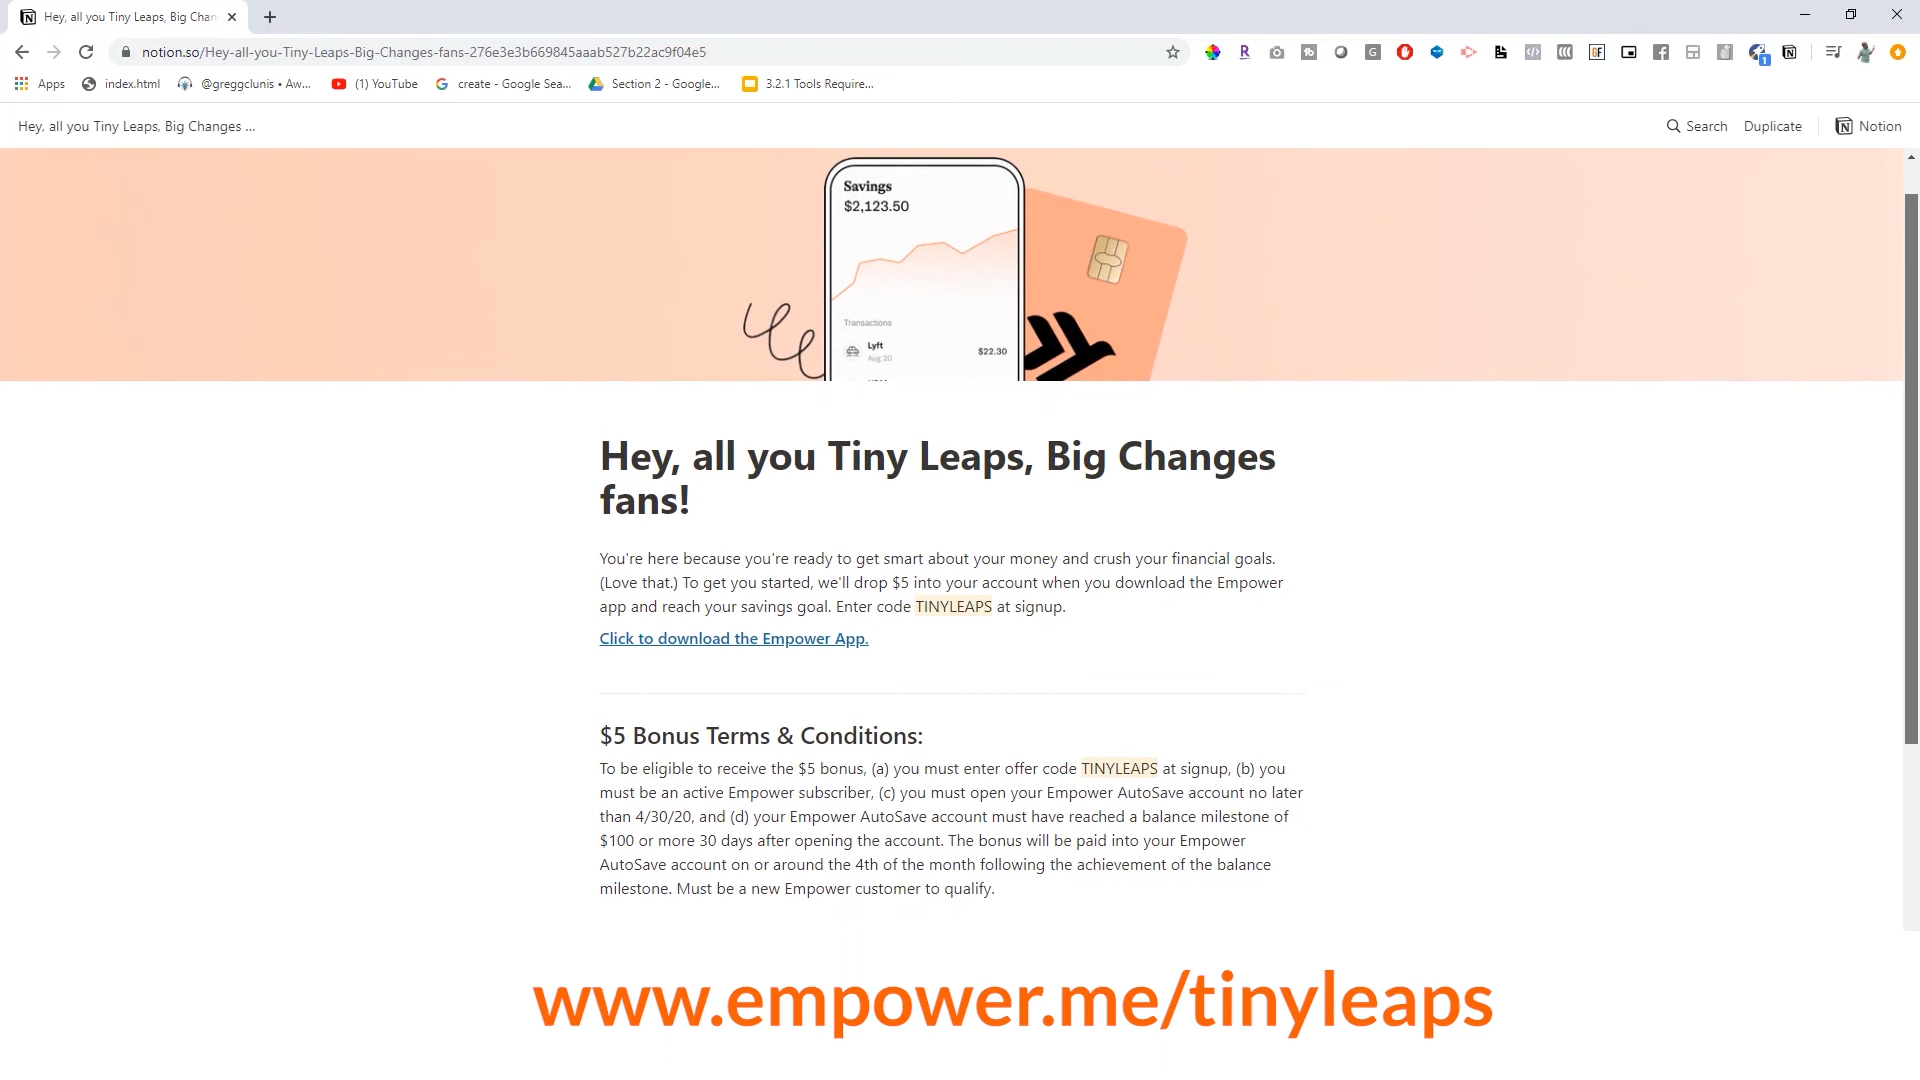 Hey, all you Tiny Leaps, Big Chan
notion.so/Hey-all-you-Tiny-Leaps-Big-Changes-fans-276e3e3b669845aaab527b22ac9f04e5
Apps
index.html
@greggclunis • Aw...
(1) YouTube
create - Google Sea...
Section 2 - Google...
3.2.1 Tools Require...
Hey, all you Tiny Leaps, Big Changes ...
Search
Duplicate
Notion
Savings
$2,123.50
Transactions
Lyft
Aug 20
$22.30
Hey, all you Tiny Leaps, Big Changes
fans!
You're here because you're ready to get smart about your money and crush your financial goals.
(Love that.) To get you started, we'll drop $5 into your account when you download the Empower
app and reach your savings goal. Enter code TINYLEAPS at signup.
Click to download the Empower App.
$5 Bonus Terms & Conditions:
To be eligible to receive the $5 bonus, (a) you must enter offer code TINYLEAPS at signup, (b) you
must be an active Empower subscriber, (c) you must open your Empower AutoSave account no later
than 4/30/20, and (d) your Empower AutoSave account must have reached a balance milestone of
$100 or more 30 days after opening the account. The bonus will be paid into your Empower
AutoSave account on or around the 4th of the month following the achievement of the balance
milestone. Must be a new Empower customer to qualify.
www.empower.me/tinyleaps